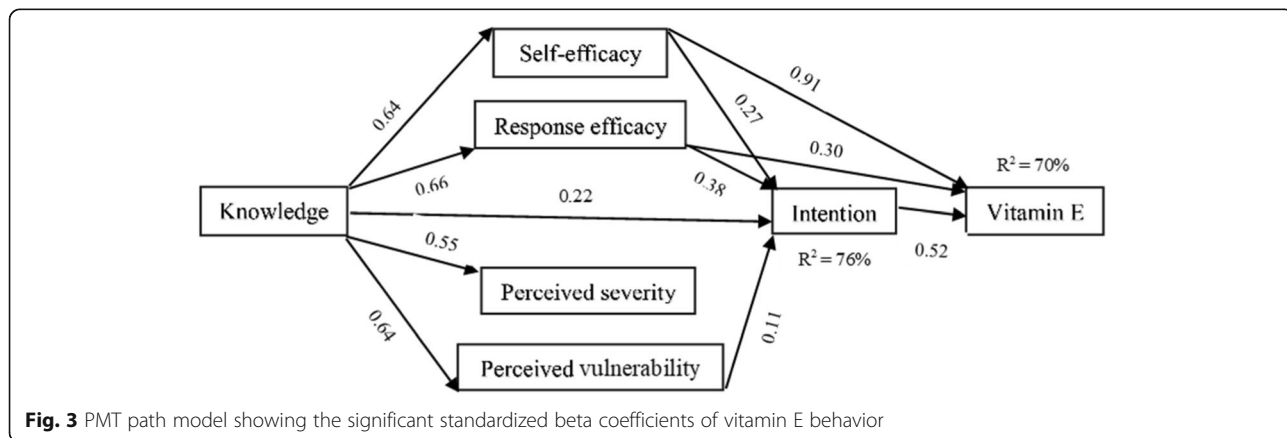 Self-efficacy
0.91
0.64
0.27
Response efficacy
0.30
R² = 70%
0.66
0.38
Knowledge
0.22
Intention
Vitamin E
0.55
R² = 76%
0.52
Perceived severity
0.64
0.11
Perceived vulnerability
Fig. 3 PMT path model showing the significant standardized beta coefficients of vitamin E behavior